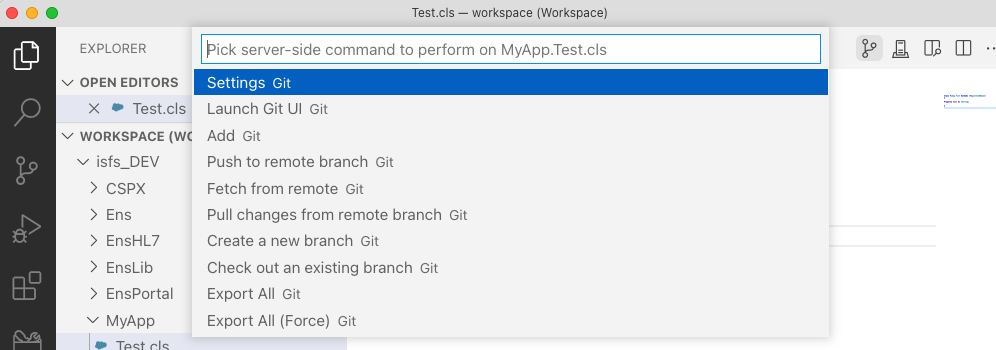 Test.cls — workspace (Workspace)
EXPLORER
Pick server-side command to perform on MyApp.Test.cls
OPEN EDITORS
Test.cls
WORKSPACE (WO
isfs_DEV
CSPX
Ens
EnsHL7
EnsLib
EnsPortal
MyApp
Test.cls
Settings Git
Launch Git UI Git
Add Git
Push to remote branch Git
Fetch from remote Git
Pull changes from remote branch Git
Create a new branch Git
Check out an existing branch Git
Export All Git
Export All (Force) Git